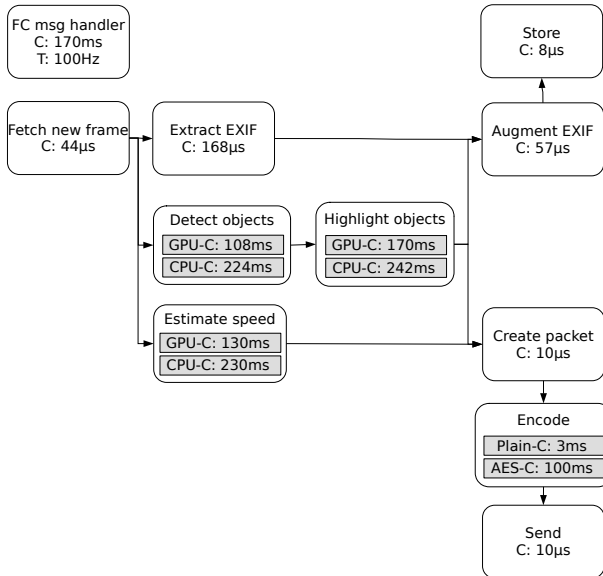 FC msg handler
C: 170ms
T: 100Hz
Store
C: 8μs
Fetch new frame
C: 44μs
Extract EXIF
C: 168μs
Augment EXIF
C: 57μs
Detect objects
GPU-C: 108ms
CPU-C: 224ms
Highlight objects
GPU-C: 170ms
CPU-C: 242ms
Estimate speed
GPU-C: 130ms
CPU-C: 230ms
Create packet
C: 10μs
Encode
Plain-C: 3ms
AES-C: 100ms
Send
C: 10μs